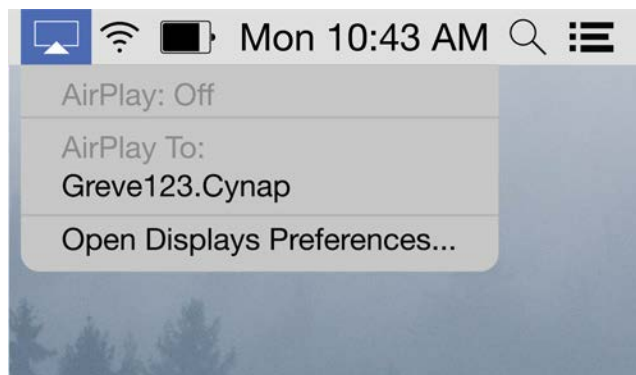 Mon 10:43 AM
AirPlay: Off
AirPlay To:
Greve123.Cynap
Open Displays Preferences...